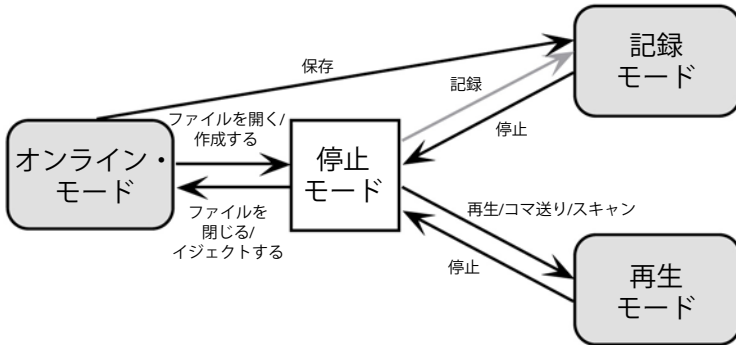 記録
モード
保存
記録
ファイルを開く/
作成する
停止
オンライン・
モード
停止
モード
ファイルを
閉じる/
イジェクトする
再生/コマ送り/スキャン
停止
再生
モード